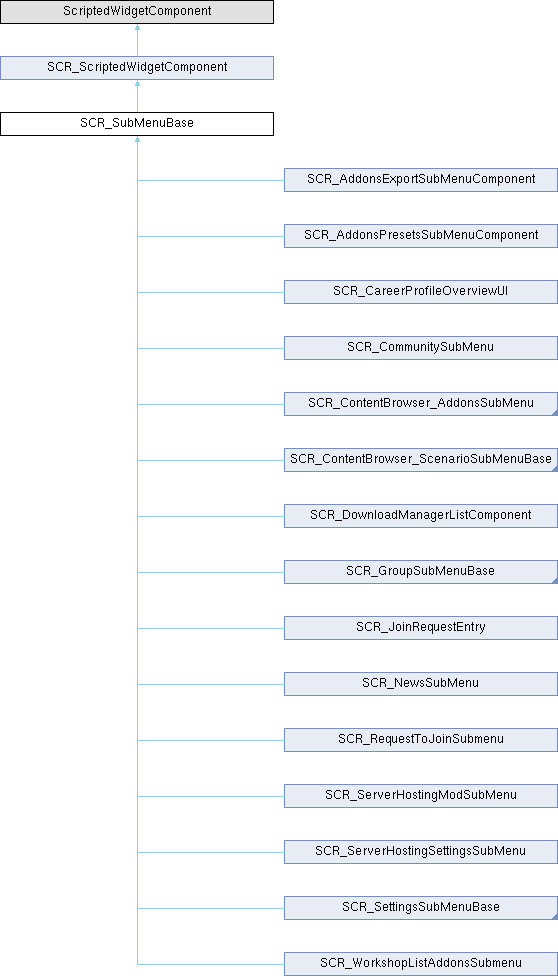 ScriptedWidgetComponent
SCR_ScriptedWidgetComponent
SCR_SubMenuBase
SCR_AddonsExportSubMenuComponent
SCR_AddonsPresetsSubMenuComponent
SCR_CareerProfileOverviewUI
SCR_CommunitySubMenu
SCR_ContentBrowser_AddonsSubMenu
SCR_ContentBrowser_ScenarioSubMenuBase
SCR_DownloadManagerListComponent
SCR_GroupSubMenuBase
SCR_JoinRequestEntry
SCR_NewsSubMenu
SCR_RequestToJoinSubmenu
SCR_ServerHostingModSubMenu
SCR_ServerHostingSettingsSubMenu
SCR_SettingsSubMenuBase
SCR_WorkshopListAddonsSubmenu